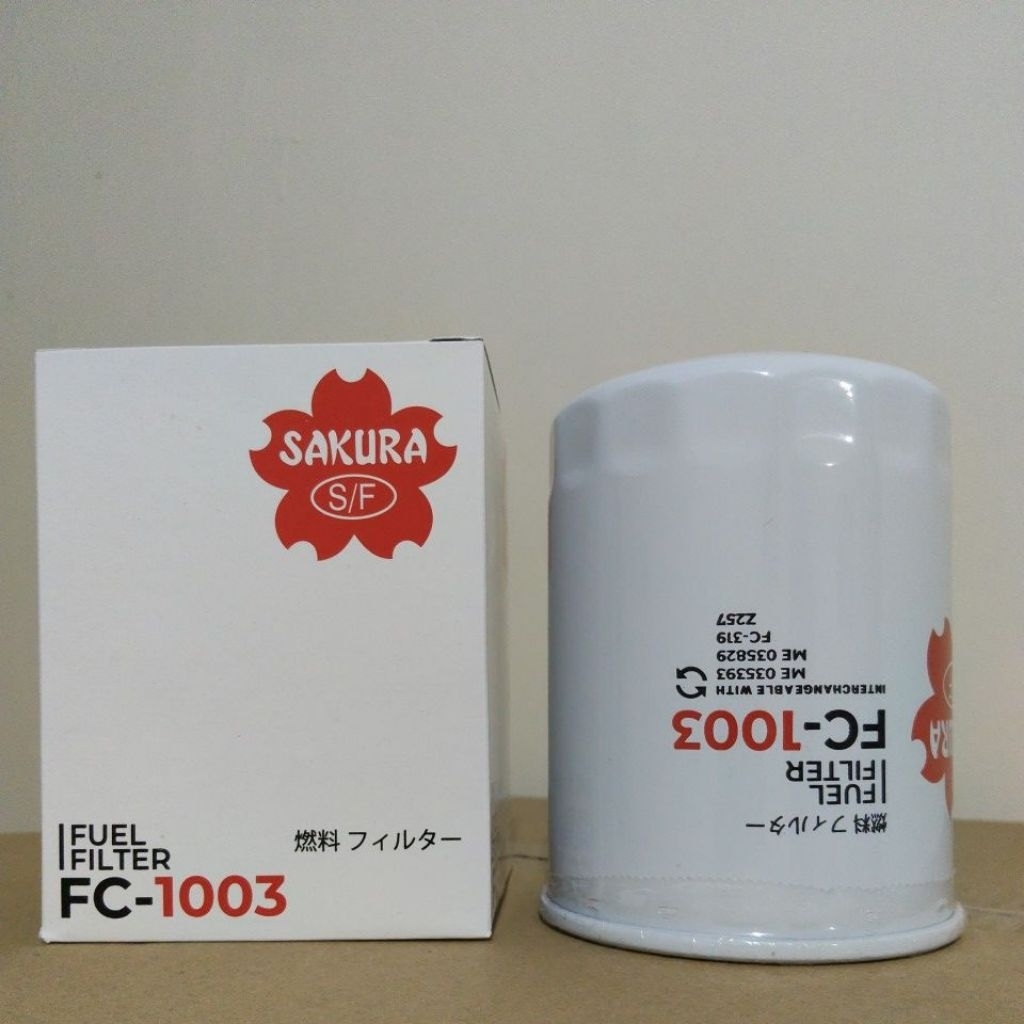 SAKURA
S/F
FUEL
FILTER
燃料 フィルター
FC-1003
燃料 フィルター
FUEL
FILTER
FC-1003
INTERCHANGEABLE WITH
ME 035393
ME 035829
FC-319
Z257